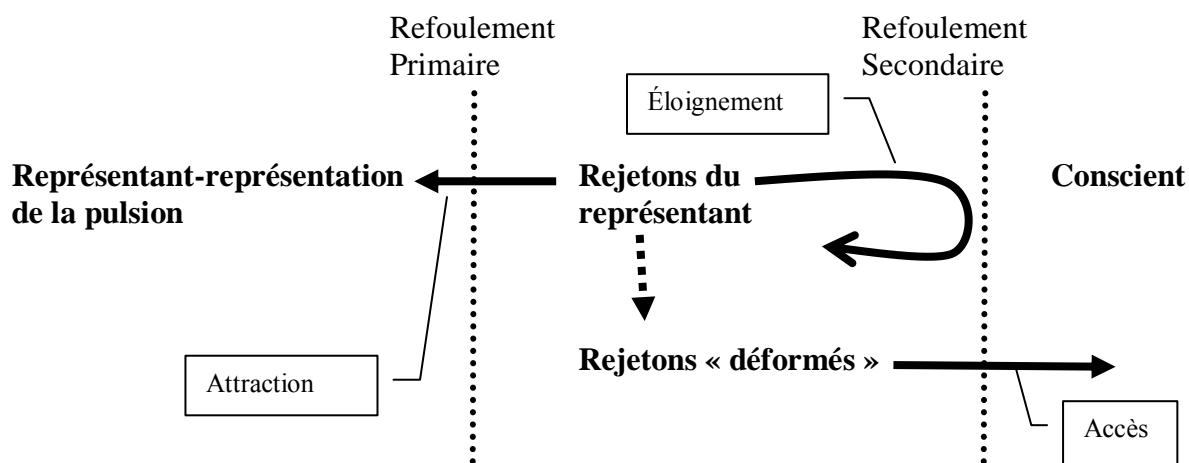 Refoulement
Primaire
Refoulement
Secondaire
Éloignement
Représentant-représentation
de la pulsion
Rejetons du
représentant
Conscient
Rejetons « déformés »
Attraction
Accès